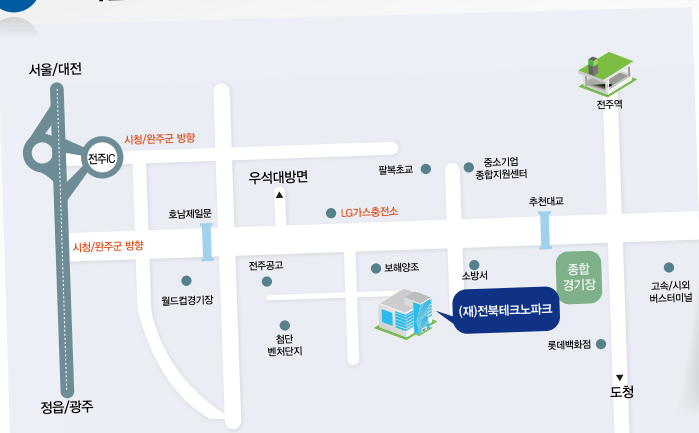 서울/대전
전주역
시청/완주군 방향
전주IC
중소기업
종합지원센터
팔복초교
우석대방면
▲
추천대교
호남제일문
LG가스충전소
시청/완주군 방향
전주공고
보해양조
소방서
종합
경기장
고속/시외
버스터미널
월드컵경기장
(재)전북테크노파크
첨단
벤처단지
롯데백화점
▼
도청
정읍/광주